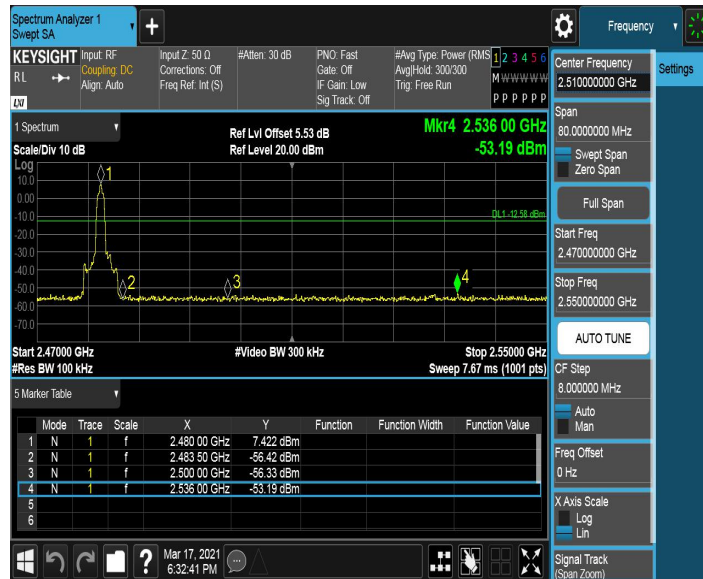 Spectrum Analyzer 1
Swept SA
Frequency
KEYSIGHT
RL
LXI
Input: RF
Coupling: DC
Align: Auto
Input Z: 50 Ω
Corrections: Off
Freq Ref: Int (S)
#Atten: 30 dB
PNO: Fast
Gate: Off
IF Gain: Low
Sig Track: Off
#Avg Type: Power (RMS
Avg|Hold: 300/300
Trig: Free Run
1 2 3 4 5 6
M W W W W W
P P P P P P
1 Spectrum
Scale/Div 10 dB
Ref Lvl Offset 5.53 dB
Ref Level 20.00 dBm
Mkr4 2.536 00 GHz
-53.19 dBm
Log
10.0
0.00
-10.0
-20.0
-30.0
-40.0
-50.0
-60.0
-70.0
1
2
3
4
DL1 -12.58 dBm
Start 2.47000 GHz
#Video BW 300 kHz
Stop 2.55000 GHz
#Res BW 100 kHz
Sweep 7.67 ms (1001 pts)
5 Marker Table
Mode Trace Scale X Y Function Function Width Function Value
1 N 1 f 2.480 00 GHz 7.422 dBm
2 N 1 f 2.483 50 GHz -56.42 dBm
3 N 1 f 2.500 00 GHz -56.33 dBm
4 N 1 f 2.536 00 GHz -53.19 dBm
5
6
Mar 17, 2021
6:32:41 PM
Center Frequency
2.510000000 GHz
Settings
Span
80.0000000 MHz
Swept Span
Zero Span
Full Span
Start Freq
2.470000000 GHz
Stop Freq
2.550000000 GHz
AUTO TUNE
CF Step
8.000000 MHz
Auto
Man
Freq Offset
0 Hz
X Axis Scale
Log
Lin
Signal Track
(Span Zoom)